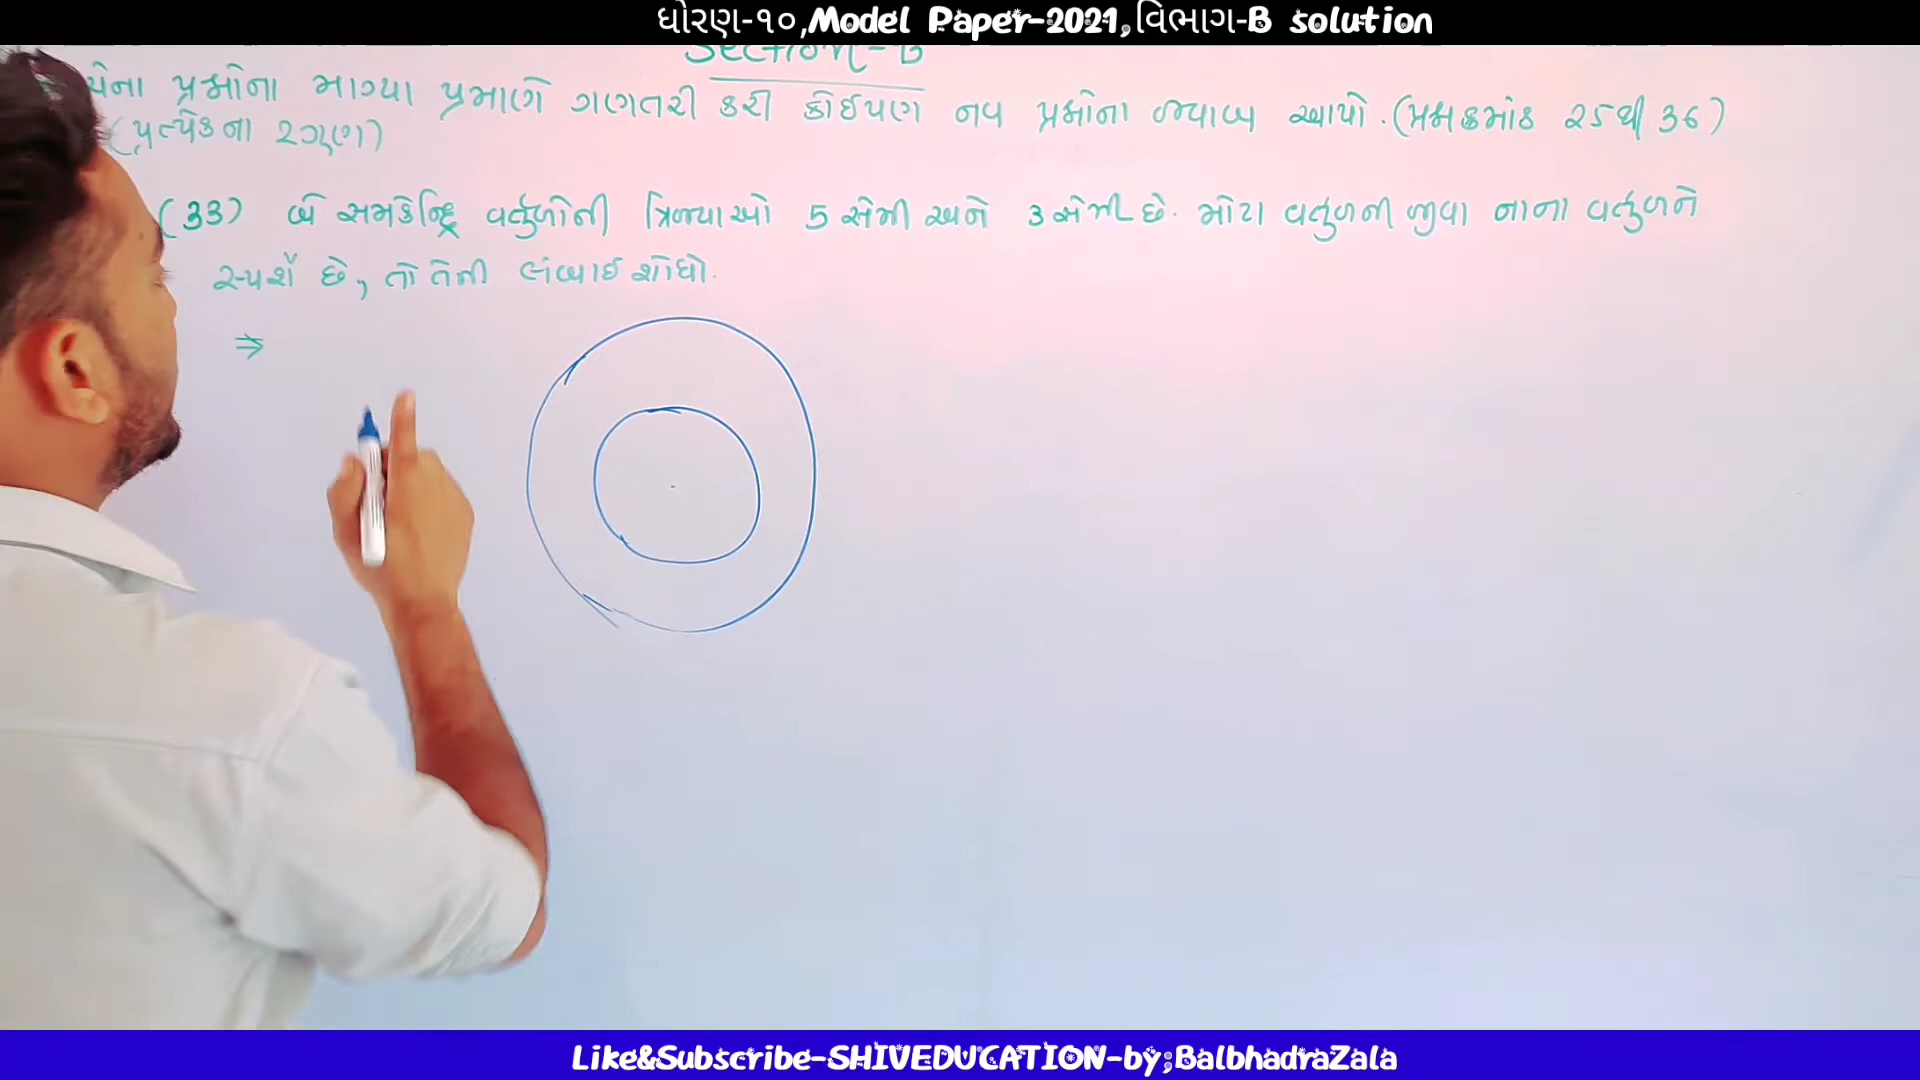 ધોરણ-૧૦,Model Paper-2021,વિભાગ-B solution
Section-B
પ્રશ્નોના માગ્યા પ્રમાણે ગણતરી કરી કોઈપણ નવ પ્રશ્નોના જવાબ આપો.(પ્રશ્નક્રમાંક 25થી 36)
(પ્રત્યેકના ૨ગુણ)
(33) બે સમકેન્દ્રિ વર્તુળોની ત્રિજ્યાઓ 5 સેમી અને 3 સેમી છે. મોટા વર્તુળની જીવા નાના વર્તુળને
સ્પર્શે છે, તો તેની લંબાઈ શોધો.
⇒
Like&Subscribe-SHIVEDUCATION-by;BalbhadraZala